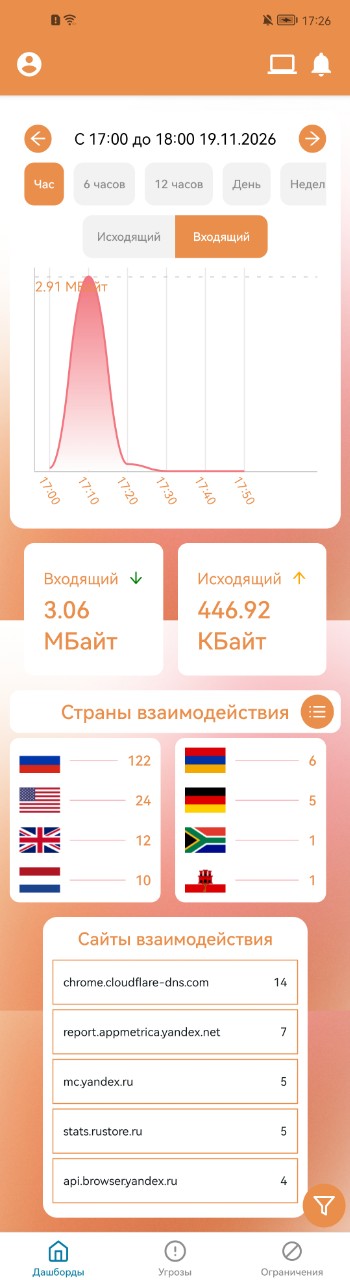 17:26
С 17:00 до 18:00 19.11.2026
Час
6 часов
12 часов
День
Недел
Исходящий
Входящий
2.91 МБайт
17:00
17:10
17:20
17:30
17:40
17:50
Входящий
3.06
МБайт
Исходящий
446.92
КБайт
Страны взаимодействия
122
6
24
5
12
1
10
1
Сайты взаимодействия
chrome.cloudflare-dns.com 14
report.appmetrica.yandex.net 7
mc.yandex.ru 5
stats.rustore.ru 5
api.browser.yandex.ru 4
Дашборды
Угрозы
Ограничения